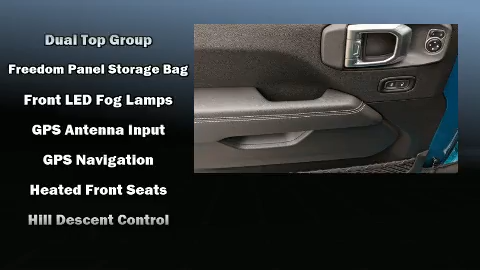 Dual Top Group
Freedom Panel Storage Bag
Front LED Fog Lamps
GPS Antenna Input
GPS Navigation
Heated Front Seats
Hill Descent Control